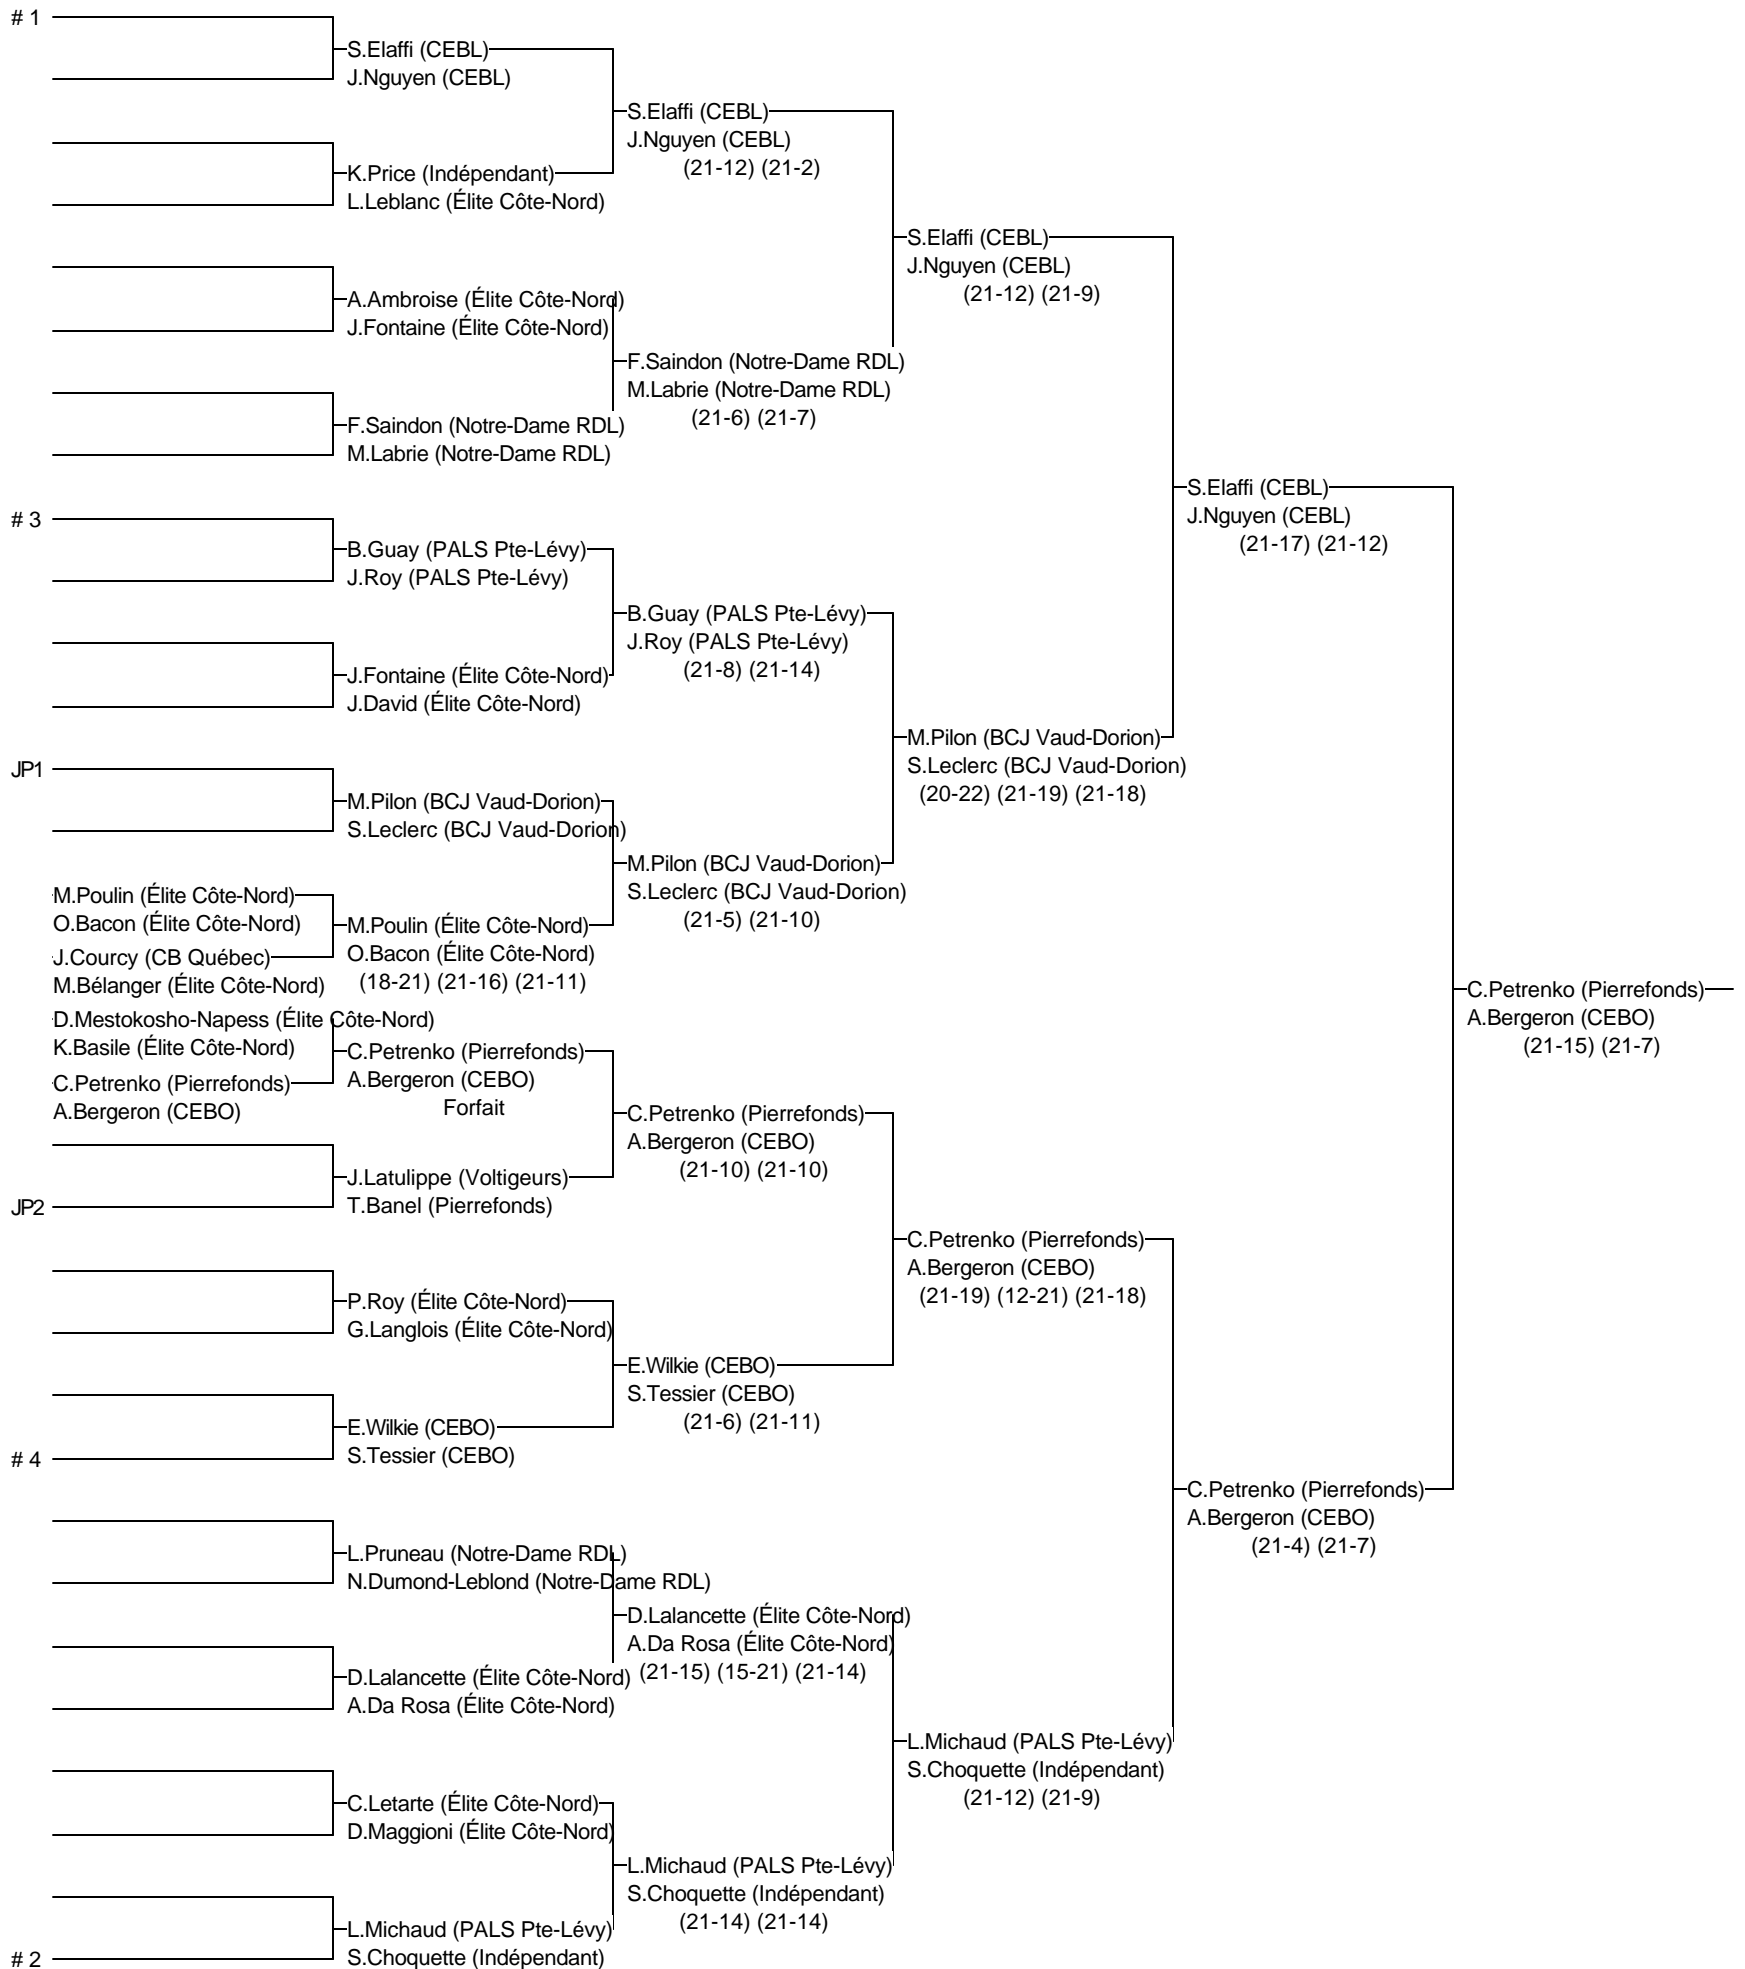 # 1
S.Elaffi (CEBL)
J.Nguyen (CEBL)
S.Elaffi (CEBL)
J.Nguyen (CEBL)
(21-12) (21-2)
K.Price (Indépendant)
L.Leblanc (Élite Côte-Nord)
S.Elaffi (CEBL)
J.Nguyen (CEBL)
(21-12) (21-9)
A.Ambroise (Élite Côte-Nord)
J.Fontaine (Élite Côte-Nord)
F.Saindon (Notre-Dame RDL)
M.Labrie (Notre-Dame RDL)
(21-6) (21-7)
F.Saindon (Notre-Dame RDL)
M.Labrie (Notre-Dame RDL)
S.Elaffi (CEBL)
J.Nguyen (CEBL)
(21-17) (21-12)
# 3
B.Guay (PALS Pte-Lévy)
J.Roy (PALS Pte-Lévy)
B.Guay (PALS Pte-Lévy)
J.Roy (PALS Pte-Lévy)
(21-8) (21-14)
J.Fontaine (Élite Côte-Nord)
J.David (Élite Côte-Nord)
M.Pilon (BCJ Vaud-Dorion)
S.Leclerc (BCJ Vaud-Dorion)
(20-22) (21-19) (21-18)
JP1
M.Pilon (BCJ Vaud-Dorion)
S.Leclerc (BCJ Vaud-Dorion)
M.Pilon (BCJ Vaud-Dorion)
S.Leclerc (BCJ Vaud-Dorion)
(21-5) (21-10)
M.Poulin (Élite Côte-Nord)
O.Bacon (Élite Côte-Nord)
M.Poulin (Élite Côte-Nord)
O.Bacon (Élite Côte-Nord)
(18-21) (21-16) (21-11)
J.Courcy (CB Québec)
M.Bélanger (Élite Côte-Nord)
C.Petrenko (Pierrefonds)
A.Bergeron (CEBO)
(21-15) (21-7)
D.Mestokosho-Napess (Élite Côte-Nord)
K.Basile (Élite Côte-Nord)
C.Petrenko (Pierrefonds)
A.Bergeron (CEBO)
Forfait
C.Petrenko (Pierrefonds)
A.Bergeron (CEBO)
C.Petrenko (Pierrefonds)
A.Bergeron (CEBO)
(21-10) (21-10)
J.Latulippe (Voltigeurs)
T.Banel (Pierrefonds)
JP2
C.Petrenko (Pierrefonds)
A.Bergeron (CEBO)
(21-19) (12-21) (21-18)
P.Roy (Élite Côte-Nord)
G.Langlois (Élite Côte-Nord)
E.Wilkie (CEBO)
S.Tessier (CEBO)
(21-6) (21-11)
E.Wilkie (CEBO)
S.Tessier (CEBO)
# 4
C.Petrenko (Pierrefonds)
A.Bergeron (CEBO)
(21-4) (21-7)
L.Pruneau (Notre-Dame RDL)
N.Dumond-Leblond (Notre-Dame RDL)
D.Lalancette (Élite Côte-Nord)
A.Da Rosa (Élite Côte-Nord)
(21-15) (15-21) (21-14)
D.Lalancette (Élite Côte-Nord)
A.Da Rosa (Élite Côte-Nord)
L.Michaud (PALS Pte-Lévy)
S.Choquette (Indépendant)
(21-12) (21-9)
C.Letarte (Élite Côte-Nord)
D.Maggioni (Élite Côte-Nord)
L.Michaud (PALS Pte-Lévy)
S.Choquette (Indépendant)
(21-14) (21-14)
L.Michaud (PALS Pte-Lévy)
S.Choquette (Indépendant)
# 2